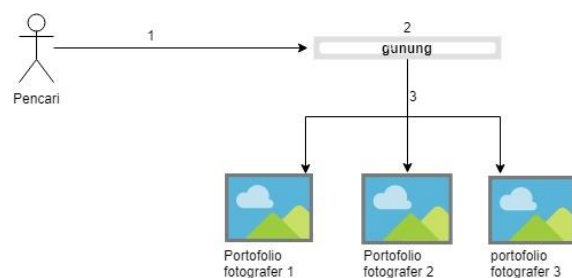 1
2
gunung
Pencari
3
Portofolio
fotografer 1
Portofolio
fotografer 2
portofolio
fotografer 3